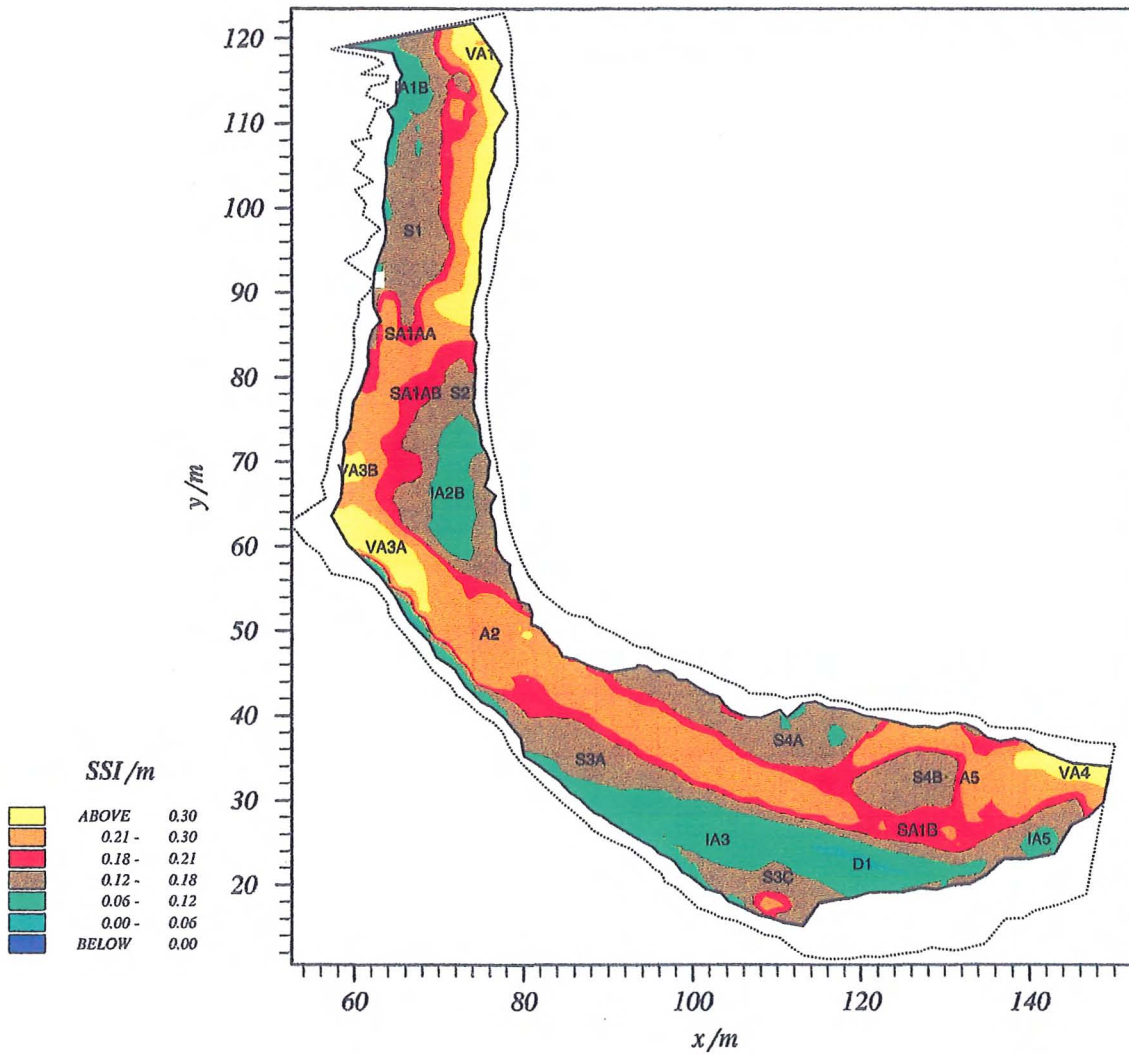 120
VA1
IA1B
110
100
S1
90
SA1AA
80
SA1AB S2
70
VA3B
IA2B
y /m
60
VA3A
50
A2
40
S4A
S3A
S4B A5 VA4
30
SA1B
IA3
IA5
D1
S3C
20
SSI /m
ABOVE 0.30
0.21 - 0.30
0.18 - 0.21
0.12 - 0.18
0.06 - 0.12
0.00 - 0.06
BELOW 0.00
60 80 100 120 140
x /m